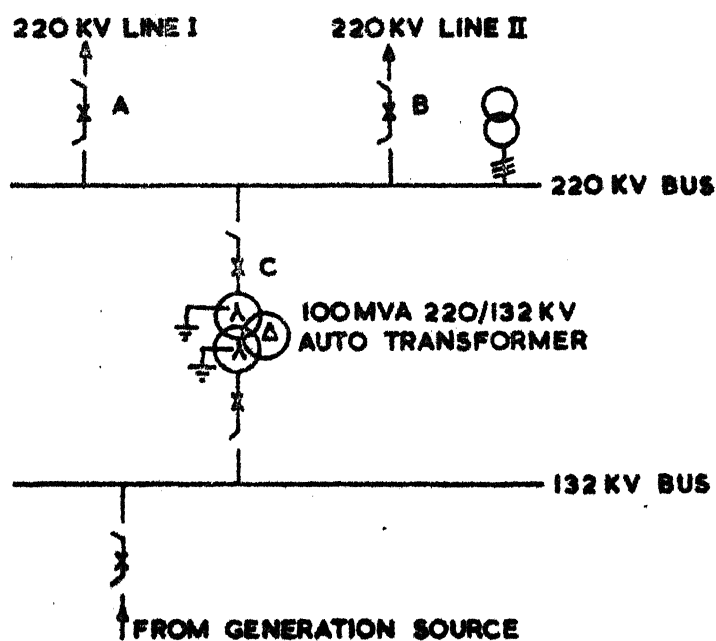 220 KV LINE I
220 KV LINE II
A
B
220 KV BUS
C
100MVA 220/132 KV
AUTO TRANSFORMER
132 KV BUS
FROM GENERATION SOURCE